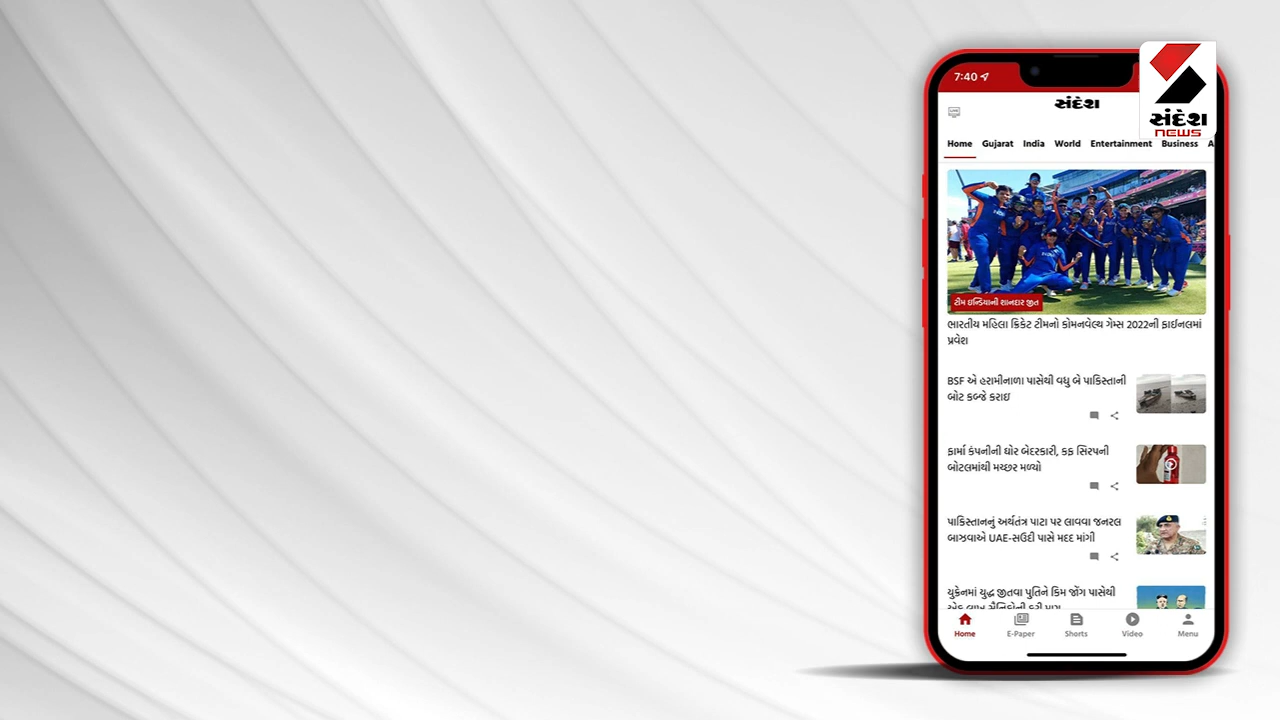 7:40
સંદેશ
સંદેશ
NEWS
Home Gujarat India World Entertainment Business A
ટીમ ઇન્ડિયાની શાનદાર જીત
ભારતીય મહિલા ક્રિકેટ ટીમનો કોમનવેલ્થ ગેમ્સ 2022ની ફાઈનલમાં
પ્રવેશ
BSF એ હરામીનાળા પાસેથી વધુ બે પાકિસ્તાની
બોટ કબ્જે કરાઇ
ફાર્મા કંપનીની ઘોર બેદરકારી, કફ સિરપની
બોટલમાંથી મચ્છર મળ્યો
પાકિસ્તાનનું અર્થતંત્ર પાટા પર લાવવા જનરલ
બાઝવાએ UAE-સઉદી પાસે મદદ માંગી
યુક્રેનમાં યુદ્ધ જીતવા પુતિને કિમ જોંગ પાસેથી
Home E-Paper Shorts Video Menu